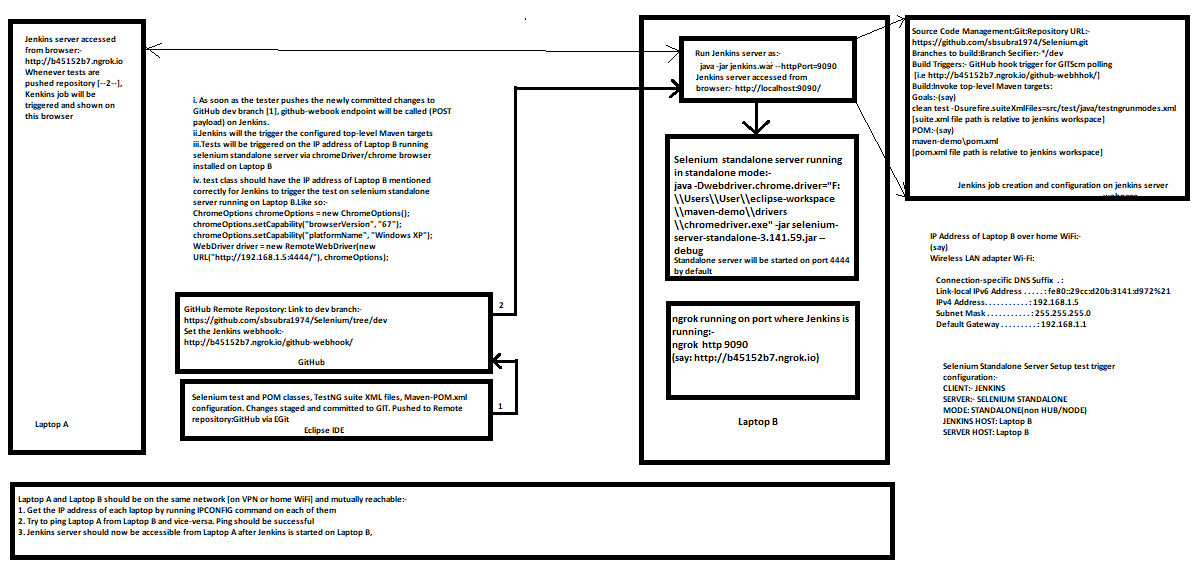 Jenkins server accessed
from browser:-
http://b45152b7.ngrok.io
Whenever tests are
pushed repository [--2--],
Kenkins job will be
triggered and shown on
this browser
Laptop A
i. As soon as the tester pushes the newly committed changes to
GitHub dev branch [1], github-webook endpoint will be called (POST
payload) on Jenkins.
ii.Jenkins will the trigger the configured top-level Maven targets
iii.Tests will be triggered on the IP address of Laptop B running
selenium standalone server via chromeDriver/chrome browser
installed on Laptop B
iv. test class should have the IP address of Laptop B mentioned
correctly for Jenkins to trigger the test on selenium standalone
server running on Laptop B.Like so:-
ChromeOptions chromeOptions = new ChromeOptions();
chromeOptions.setCapability("browserVersion", "67");
chromeOptions.setCapability("platformName", "Windows XP");
WebDriver driver = new RemoteWebDriver(new
URL("http://192.168.1.5:4444/"), chromeOptions);
GitHub Remote Repostory: Link to dev branch:-
https://github.com/sbsubra1974/Selenium/tree/dev
Set the Jenkins webhook:-
http://b45152b7.ngrok.io/github-webhook/
GitHub
2
Selenium test and POM classes, TestNG suite XML files, Maven-POM.xml
configuration. Changes staged and committed to GIT. Pushed to Remote
repository:GitHub via EGit
Eclipse IDE
1
Run Jenkins server as:-
java -jar jenkins.war --httpPort=9090
Jenkins server accessed from
browser:- http://localhost:9090/
Selenium standalone server running
in standalone mode:-
java -Dwebdriver.chrome.driver="F:
\\Users\\User\\eclipse-workspace
\\maven-demo\\drivers
\\chromedriver.exe" -jar selenium-
server-standalone-3.141.59.jar --
debug
Standalone server will be started on port 4444
by default
ngrok running on port where Jenkins is
running:-
ngrok http 9090
(say: http://b45152b7.ngrok.io)
Laptop B
Source Code Management:Git:Repository URL:-
https://github.com/sbsubra1974/Selenium.git
Branches to build:Branch Secifier:-*/dev
Build Triggers:- GitHub hook trigger for GITScm polling
[i.e http://b45152b7.ngrok.io/github-webhhok/]
Build:Invoke top-level Maven targets:
Goals:-(say)
clean test -Dsurefire.suiteXmlFiles=src/test/java/testngrunmodes.xml
[suite.xml file path is relative to jenkins workspace]
POM:-(say)
maven-demo\pom.xml
[pom.xml file path is relative to jenkins workspace]
Jenkins job creation and configuration on jenkins server
IP Address of Laptop B over home WiFi:-
(say)
Wireless LAN adapter Wi-Fi:
Connection-specific DNS Suffix . :
Link-local IPv6 Address . . . . . : fe80::29cc:d20b:3141:d972%21
IPv4 Address. . . . . . . . . . . : 192.168.1.5
Subnet Mask . . . . . . . . . . . : 255.255.255.0
Default Gateway . . . . . . . . . : 192.168.1.1
Selenium Standalone Server Setup test trigger
configuration:-
CLIENT:- JENKINS
SERVER:- SELENIUM STANDALONE
MODE: STANDALONE(non HUB/NODE)
JENKINS HOST: Laptop B
SERVER HOST: Laptop B
Laptop A and Laptop B should be on the same network [on VPN or home WiFi] and mutually reachable:-
1. Get the IP address of each laptop by running IPCONFIG command on each of them
2. Try to ping Laptop A from Laptop B and vice-versa. Ping should be successful
3. Jenkins server should now be accessible from Laptop A after Jenkins is started on Laptop B,